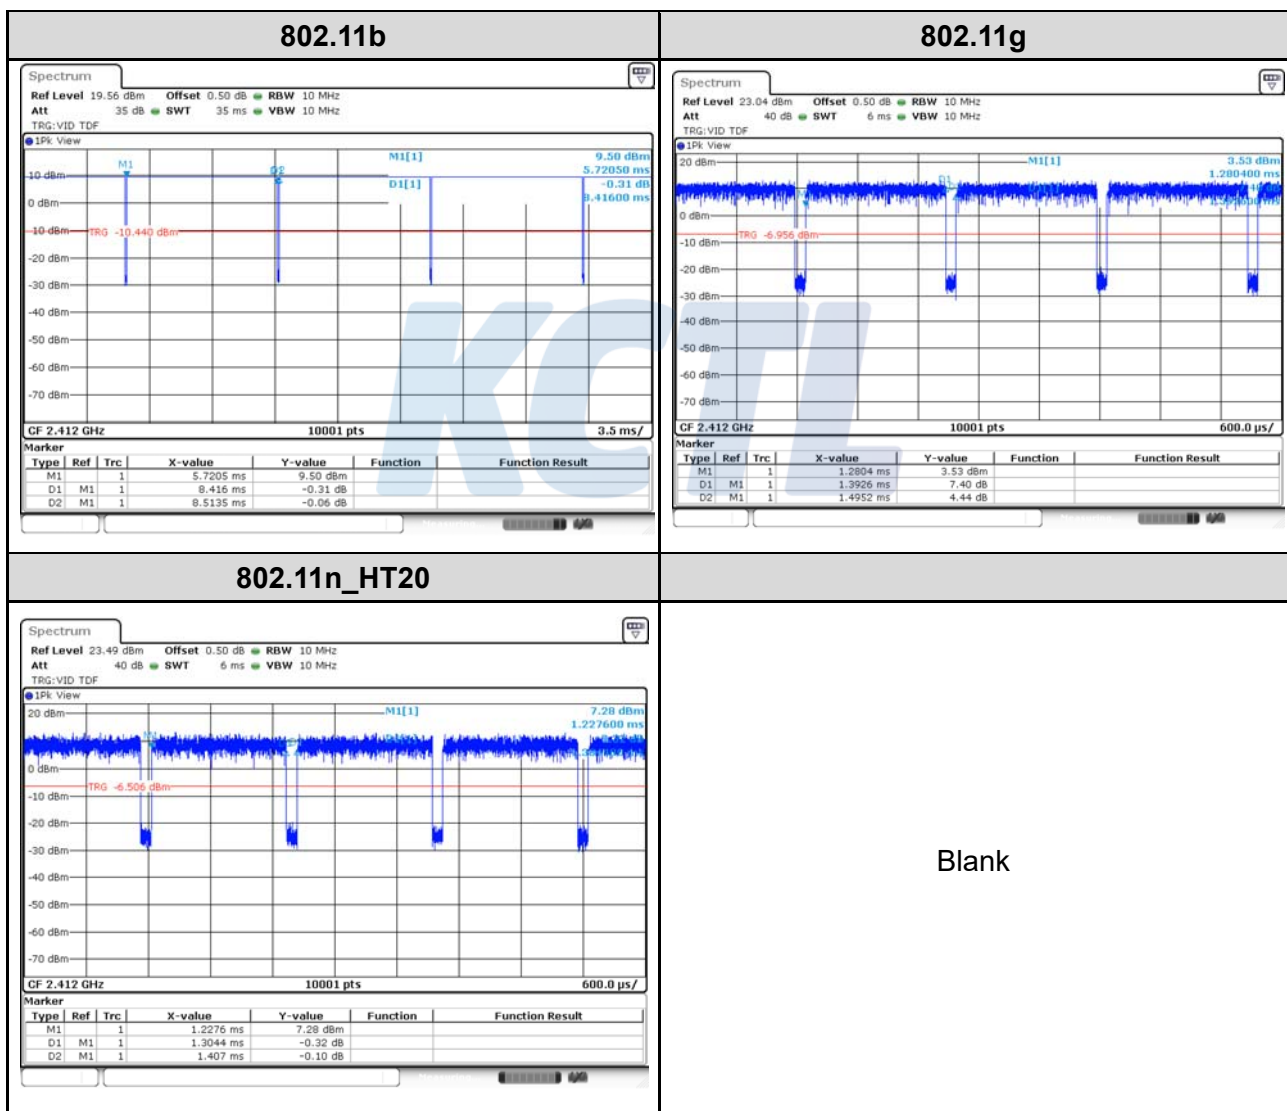 802.11b
802.11g
Spectrum
Ref Level 19.56 dBm Offset 0.50 dB RBW 10 MHz
Att 35 dB SWT 35 ms VBW 10 MHz
TRG:VID TDF
1Pk View
M1[1] 9.50 dBm
5.72050 ms
D1[1] -0.31 dB
8.41600 ms
M1
D2
10 dBm
0 dBm
-10 dBm
TRG -10.440 dBm
-20 dBm
-30 dBm
-40 dBm
-50 dBm
-60 dBm
-70 dBm
CF 2.412 GHz 10001 pts 3.5 ms/
Marker
Type Ref Trc X-value Y-value Function Function Result
M1 1 5.7205 ms 9.50 dBm
D1 M1 1 8.416 ms -0.31 dB
D2 M1 1 8.5135 ms -0.06 dB
Spectrum
Ref Level 23.04 dBm Offset 0.50 dB RBW 10 MHz
Att 40 dB SWT 6 ms VBW 10 MHz
TRG:VID TDF
1Pk View
20 dBm
M1[1] 3.53 dBm
1.280400 ms
D1
0 dBm
TRG -6.956 dBm
-10 dBm
-20 dBm
-30 dBm
-40 dBm
-50 dBm
-60 dBm
-70 dBm
CF 2.412 GHz 10001 pts 600.0 µs/
Marker
Type Ref Trc X-value Y-value Function Function Result
M1 1 1.2804 ms 3.53 dBm
D1 M1 1 1.3926 ms 7.40 dB
D2 M1 1 1.4952 ms 4.44 dB
KCTL
802.11n_HT20
Spectrum
Ref Level 23.49 dBm Offset 0.50 dB RBW 10 MHz
Att 40 dB SWT 6 ms VBW 10 MHz
TRG:VID TDF
1Pk View
20 dBm
M1[1] 7.28 dBm
1.227600 ms
M1
0 dBm
TRG -6.506 dBm
-10 dBm
-20 dBm
-30 dBm
-40 dBm
-50 dBm
-60 dBm
-70 dBm
CF 2.412 GHz 10001 pts 600.0 µs/
Marker
Type Ref Trc X-value Y-value Function Function Result
M1 1 1.2276 ms 7.28 dBm
D1 M1 1 1.3044 ms -0.32 dB
D2 M1 1 1.407 ms -0.10 dB
Blank